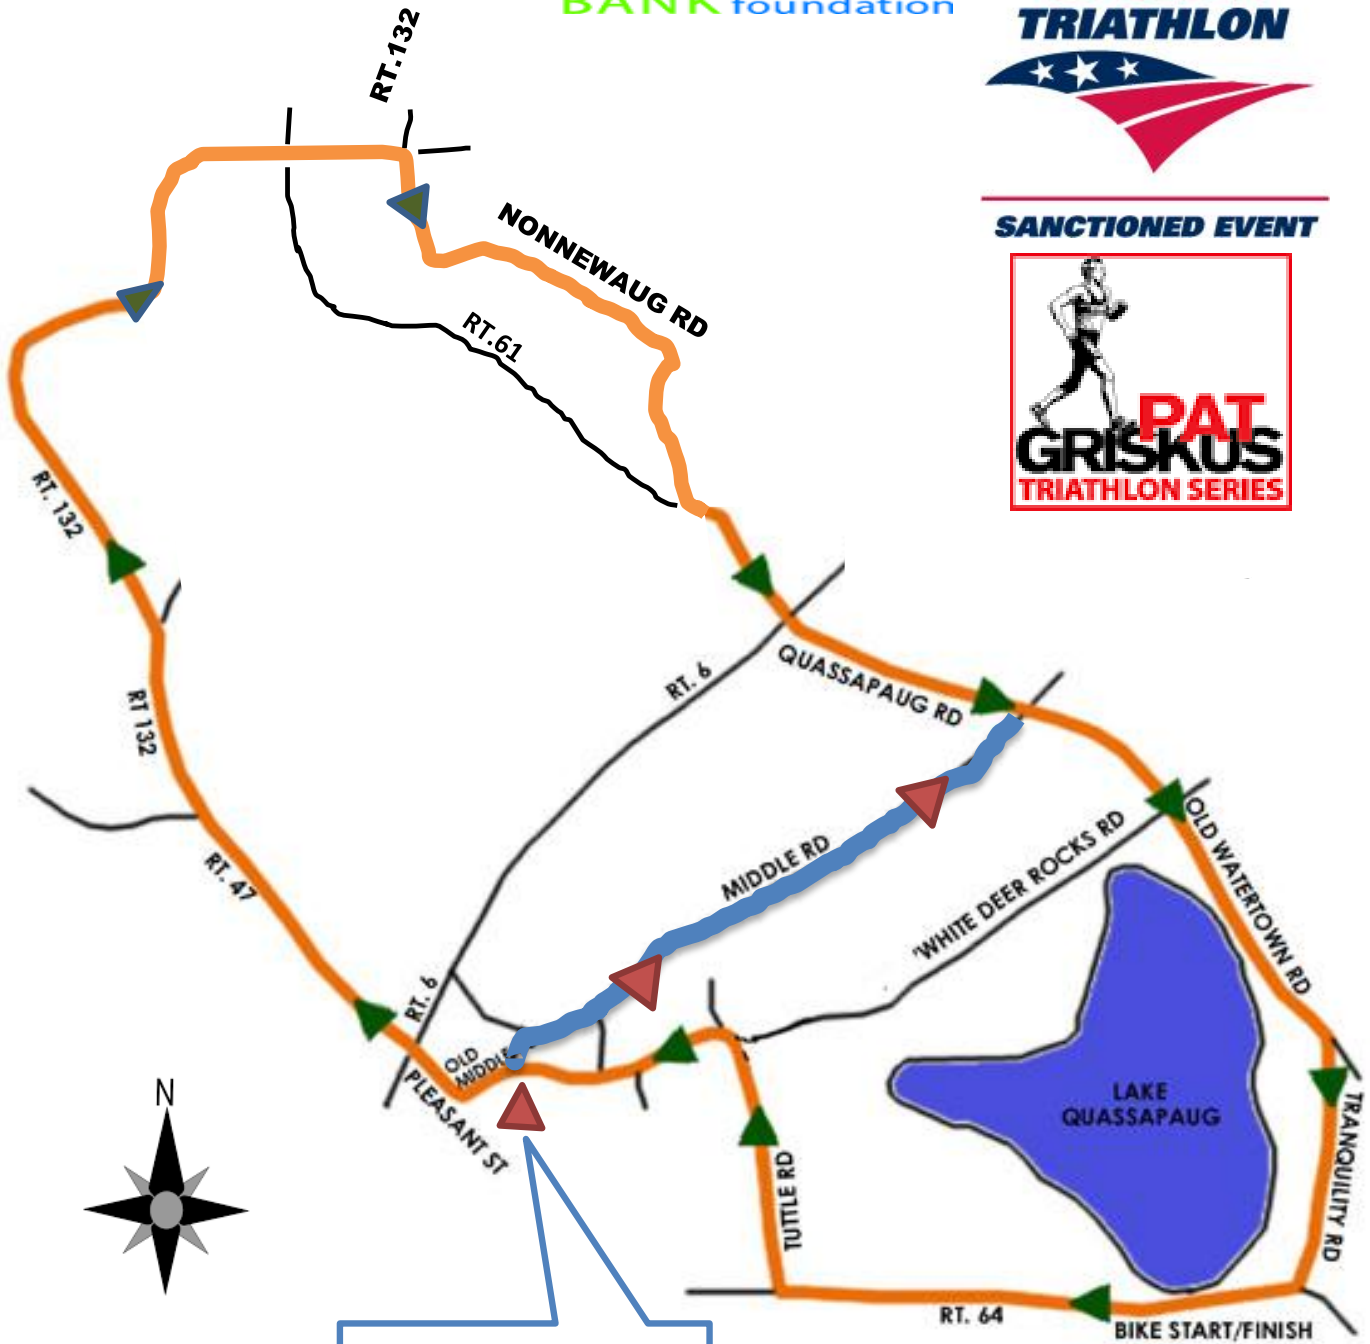 BANK foundation
TRIATHLON
SANCTIONED EVENT
PAT
GRISKUS
TRIATHLON SERIES
RT.132
NONNEWAUG RD
RT.61
RT. 132
RT 132
RT. 47
RT. 6
QUASSAPAUG RD
MIDDLE RD
'WHITE DEER ROCKS RD
OLD WATERTOWN RD
RT. 6
OLD
MIDDLE
PLEASANT ST
LAKE
QUASSAPAUG
TUTTLE RD
TRANQUILITY RD
RT. 64
BIKE START/FINISH
N